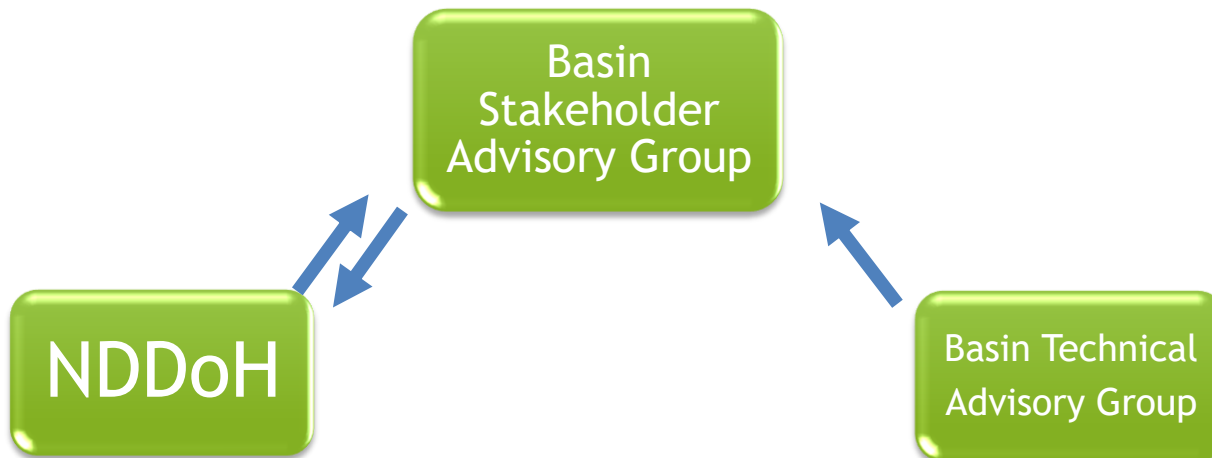 Basin
Stakeholder
Advisory Group
NDDoH
Basin Technical
Advisory Group